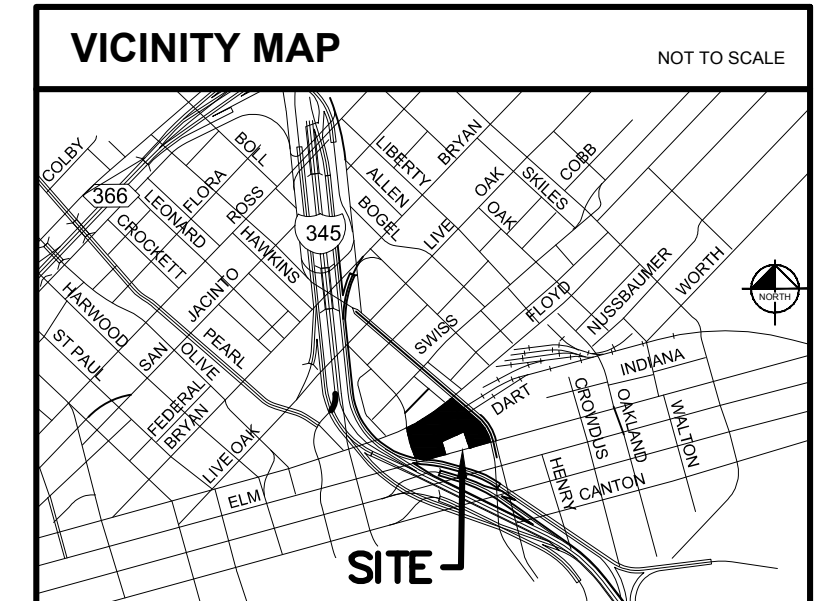 VICINITY MAP
NOT TO SCALE
COLBY
BOLL
LIBERTY
BRYAN
COBB
366
LEONARD
FLORA
ROSS
ALLEN
OAK
SKILES
CROCKETT
HAWKINS
345
BOGEL
LIVE
OAK
HARWOOD
JACINTO
NUSSBAUMER
WORTH
NORTH
ST PAUL
SAN
OLIVE
PEARL
SWISS
FLOYD
FEDERAL
BRYAN
DART
INDIANA
LIVE OAK
CROWDUS
OAKLAND
WALTON
ELM
HENRY
CANTON
SITE